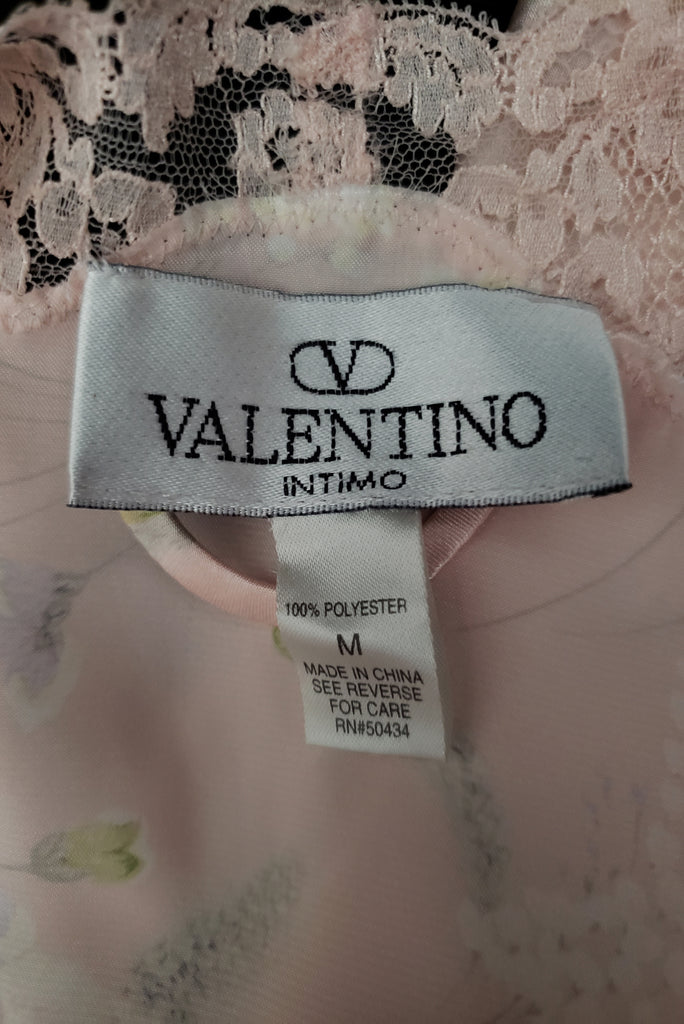 V
VALENTINO
INTIMO
100% POLYESTER
M
MADE IN CHINA
SEE REVERSE
FOR CARE
RN#50434